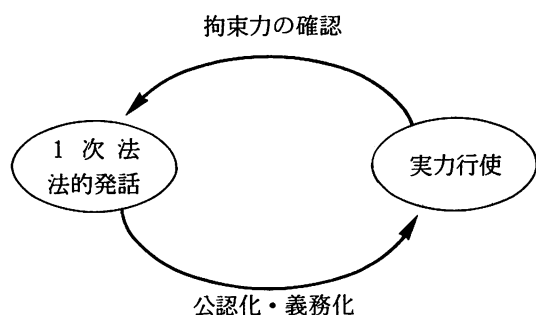 拘束力の確認
1次法
法的発話
実力行使
公認化・義務化